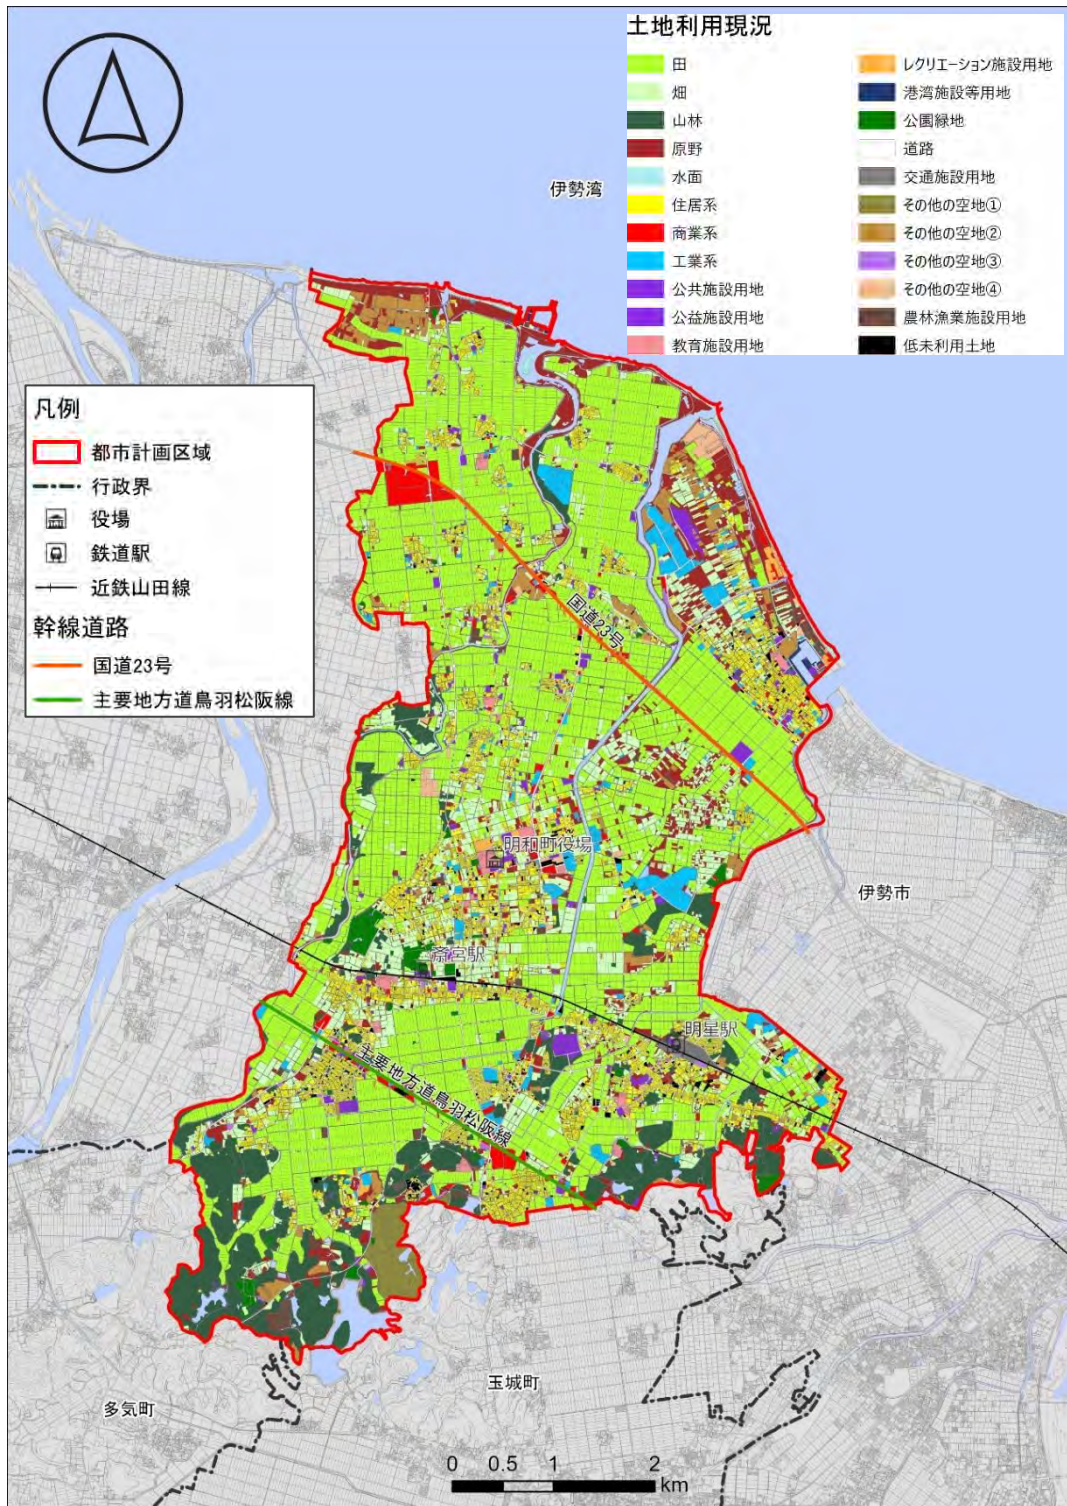 土地利用現況
田
畑
山林
原野
水面
住居系
商業系
工業系
公共施設用地
公益施設用地
教育施設用地
レクリエーション施設用地
港湾施設等用地
公園緑地
道路
交通施設用地
その他の空地①
その他の空地②
その他の空地③
その他の空地④
農林漁業施設用地
低未利用土地
伊勢湾
凡例
都市計画区域
行政界
役場
鉄道駅
近鉄山田線
幹線道路
国道23号
主要地方道鳥羽松阪線
国道23号
明和町役場
伊勢市
斎宮駅
明星駅
主要地方道鳥羽松阪線
玉城町
多気町
0 0.5 1 2
km